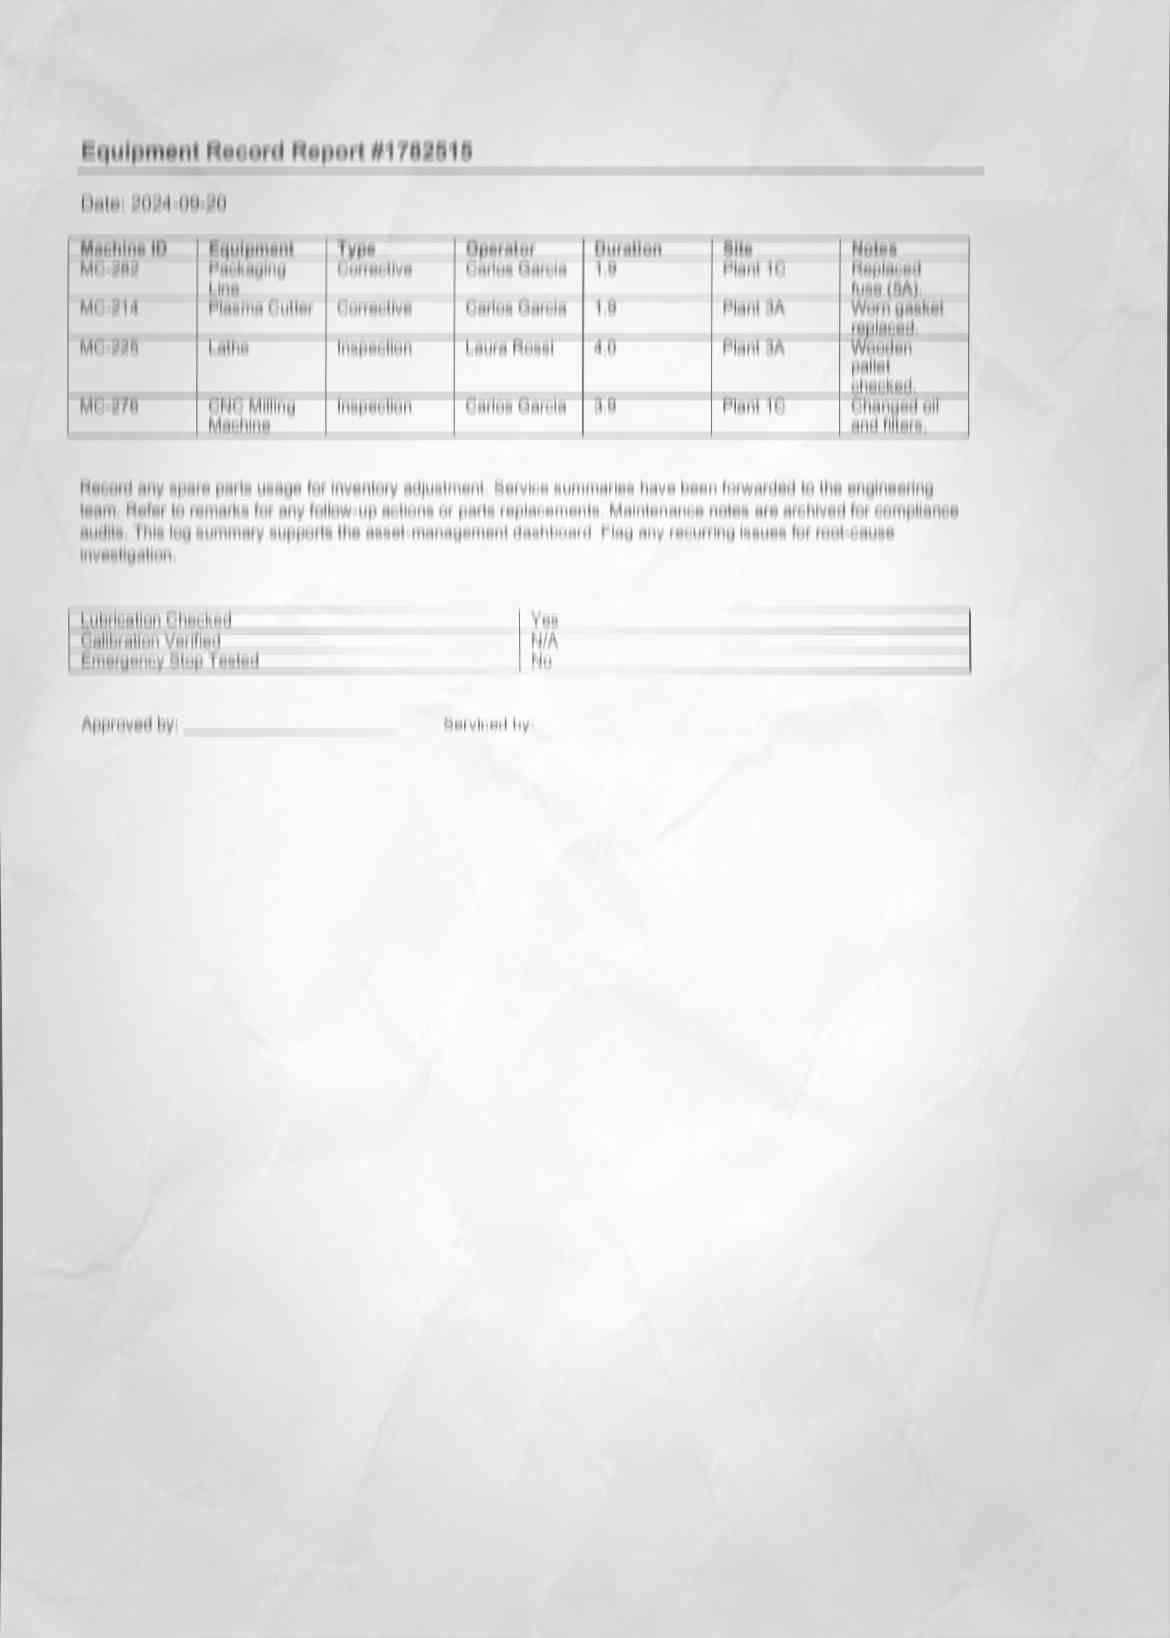 Equipment Record Report #1782515
Date: 2024-09-20
Machine ID Equipment Type Operator Duration Site Notes
MC-282 Packaging Line Corrective Carlos Garcia 1.9 Plant 1C Replaced fuse (5A).
MC-214 Plasma Cutter Corrective Carlos Garcia 1.9 Plant 3A Worn gasket replaced.
MC-225 Lathe Inspection Laura Rossi 4.0 Plant 3A Wooden pallet checked.
MC-276 CNC Milling Machine Inspection Carlos Garcia 3.9 Plant 1C Changed oil and filters.
Record any spare parts usage for inventory adjustment. Service summaries have been forwarded to the engineering
team. Refer to remarks for any follow-up actions or parts replacements. Maintenance notes are archived for compliance
audits. This log summary supports the asset-management dashboard. Flag any recurring issues for root-cause
investigation.
Lubrication Checked Yes
Calibration Verified N/A
Emergency Stop Tested No
Approved by: Serviced by: